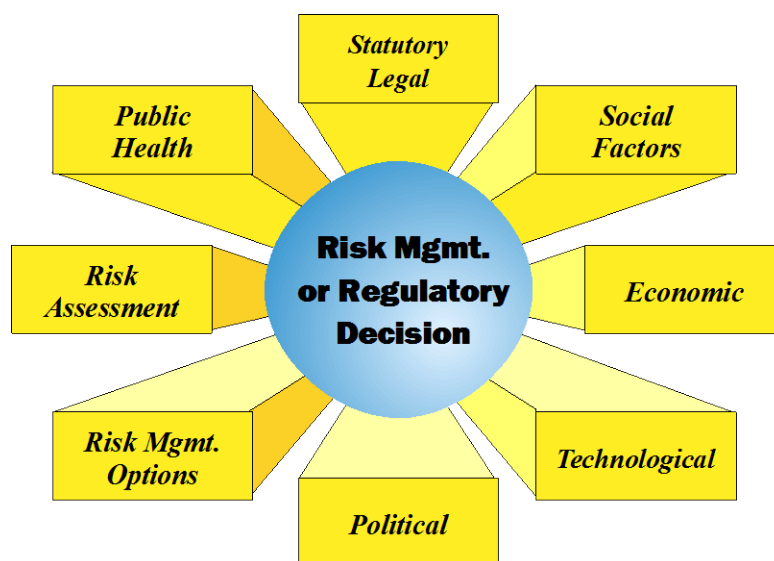 Statutory
Legal
Public
Health
Social
Factors
Risk Mgmt.
or Regulatory
Decision
Risk
Assessment
Economic
Risk Mgmt.
Options
Technological
Political